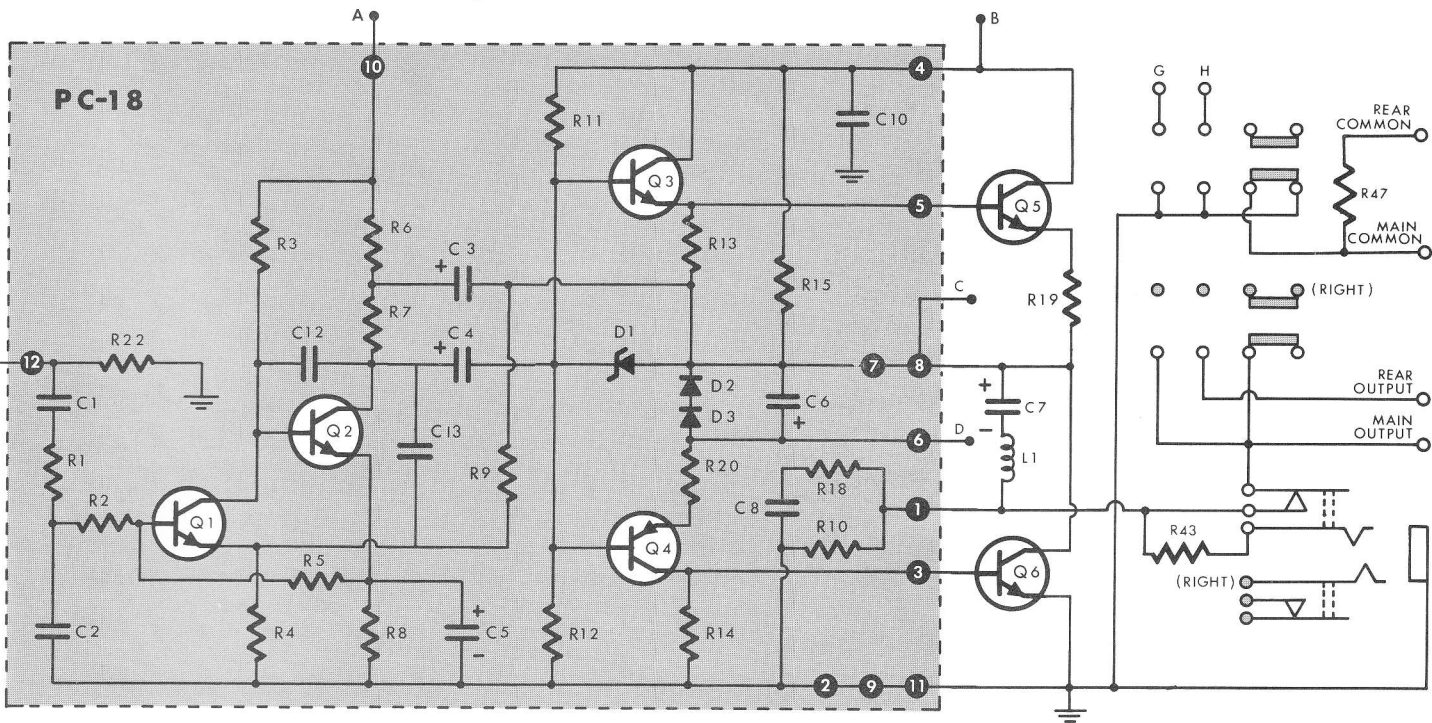 A
B
10
4
PC-18
G
H
REAR
COMMON
R11
C10
Q3
R47
5
Q5
R3
R6
R13
MAIN
COMMON
C 3
+
R15
C
R19
(RIGHT)
R7
C12
C 4
+
D1
R22
12
7
8
D2
+
C7
-
REAR
OUTPUT
C1
D3
C6
+
Q2
C13
6
D
MAIN
OUTPUT
R1
R9
R20
L1
R18
R2
C8
1
Q1
R10
Q4
R43
R5
3
Q6
(RIGHT)
+
C2
R4
R8
C5
-
R12
R14
2
9
11